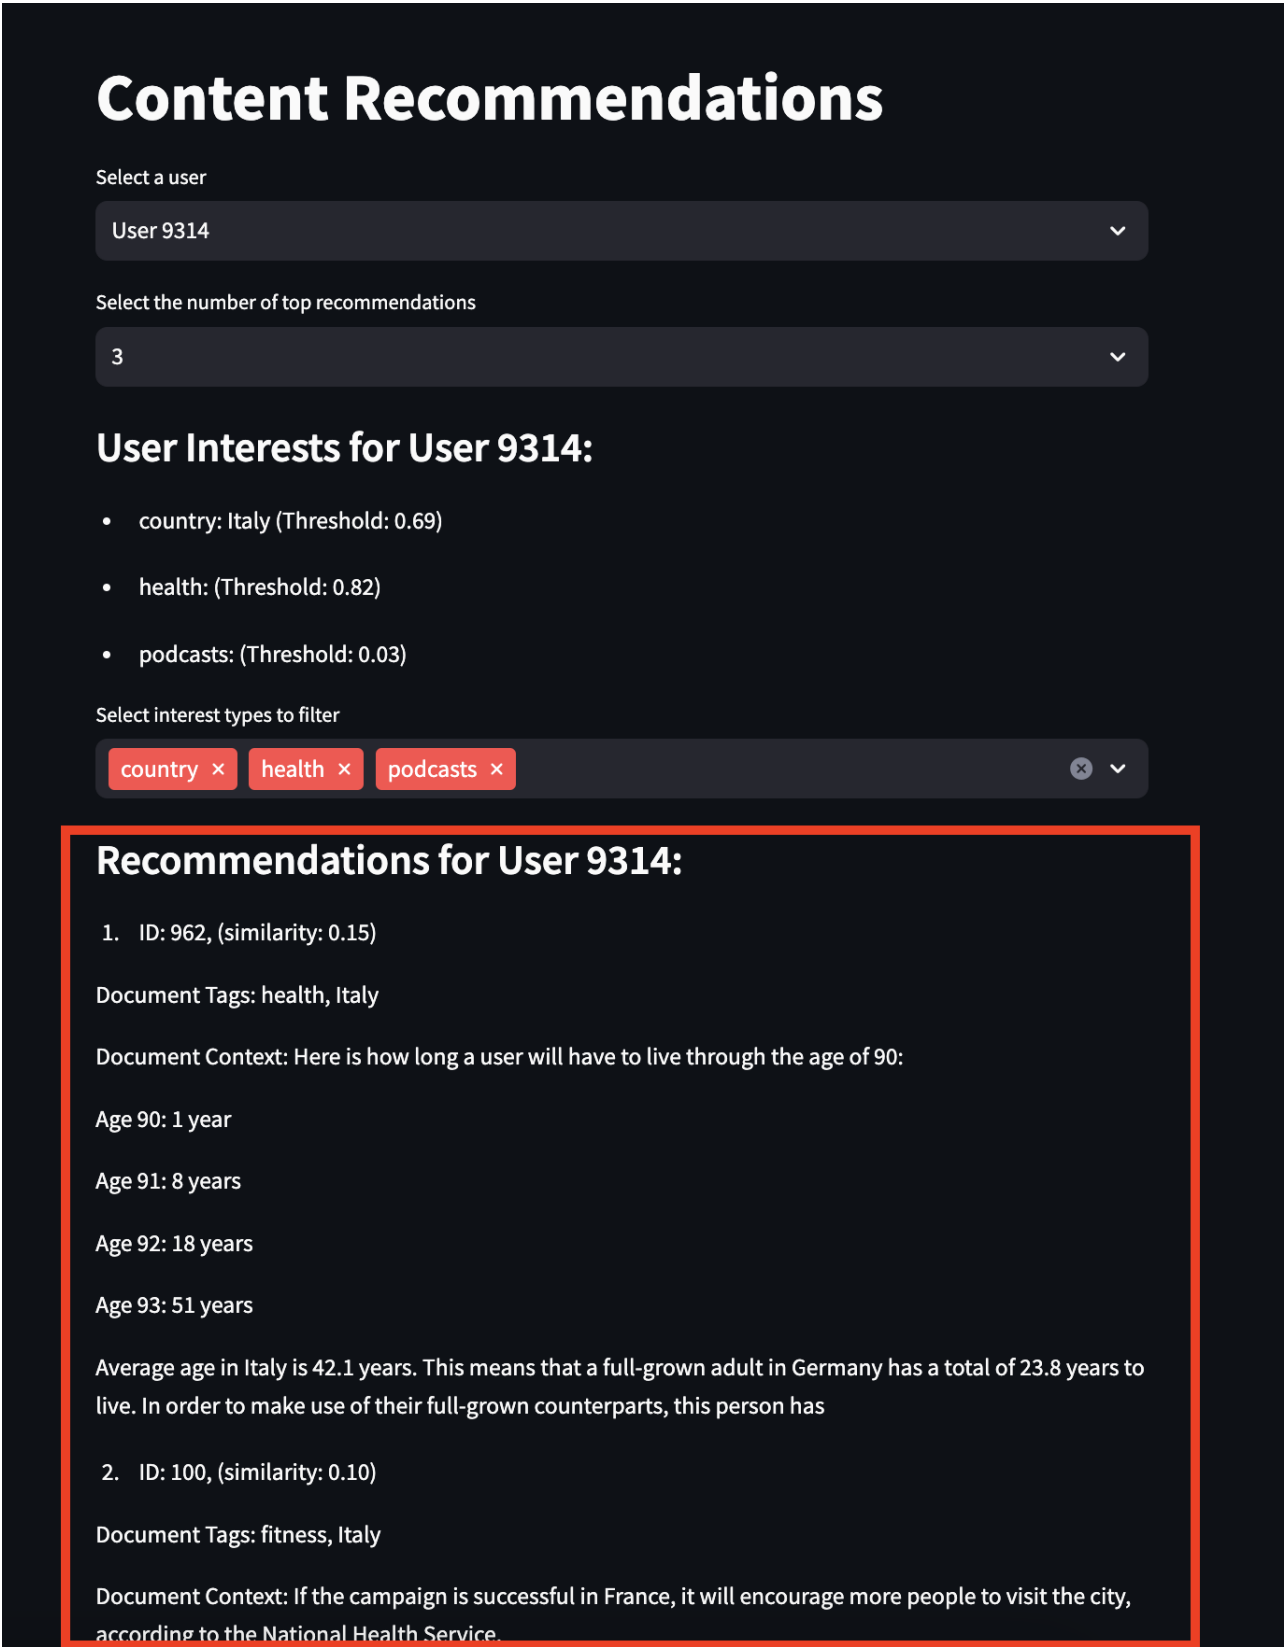 Content Recommendations
Select a user
User 9314
Select the number of top recommendations
3
User Interests for User 9314:
• country: Italy (Threshold: 0.69)
• health: (Threshold: 0.82)
• podcasts: (Threshold: 0.03)
Select interest types to filter
country × health × podcasts ×
Recommendations for User 9314:
1. ID: 962, (similarity: 0.15)
Document Tags: health, Italy
Document Context: Here is how long a user will have to live through the age of 90:
Age 90: 1 year
Age 91: 8 years
Age 92: 18 years
Age 93: 51 years
Average age in Italy is 42.1 years. This means that a full-grown adult in Germany has a total of 23.8 years to
live. In order to make use of their full-grown counterparts, this person has
2. ID: 100, (similarity: 0.10)
Document Tags: fitness, Italy
Document Context: If the campaign is successful in France, it will encourage more people to visit the city,
according to the National Health Service.